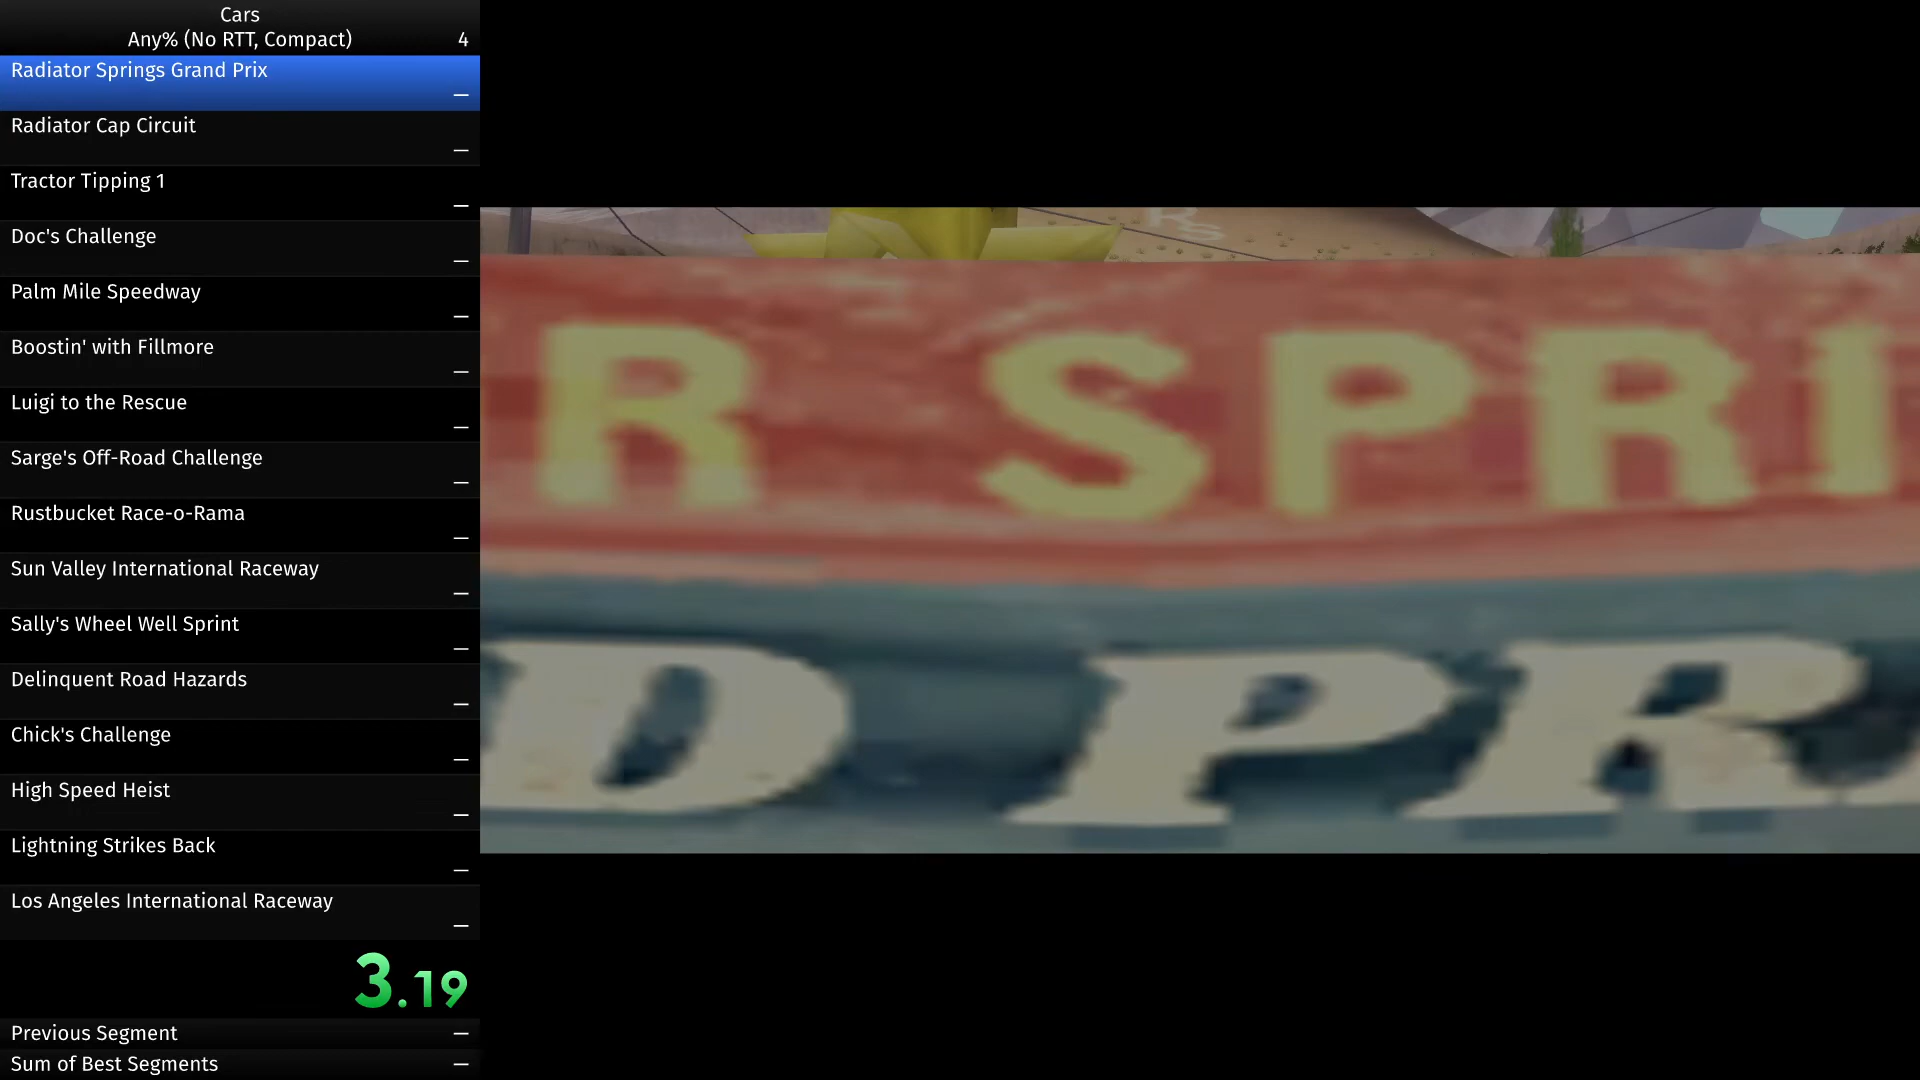 Cars
Any% (No RTT, Compact) 4
Radiator Springs Grand Prix
—
Radiator Cap Circuit
—
Tractor Tipping 1
—
Doc's Challenge
—
Palm Mile Speedway
—
Boostin' with Fillmore
—
Luigi to the Rescue
—
Sarge's Off-Road Challenge
—
Rustbucket Race-o-Rama
—
Sun Valley International Raceway
—
Sally's Wheel Well Sprint
—
Delinquent Road Hazards
—
Chick's Challenge
—
High Speed Heist
—
Lightning Strikes Back
—
Los Angeles International Raceway
—
3.19
Previous Segment —
Sum of Best Segments —
RS
R SPRI
D PR